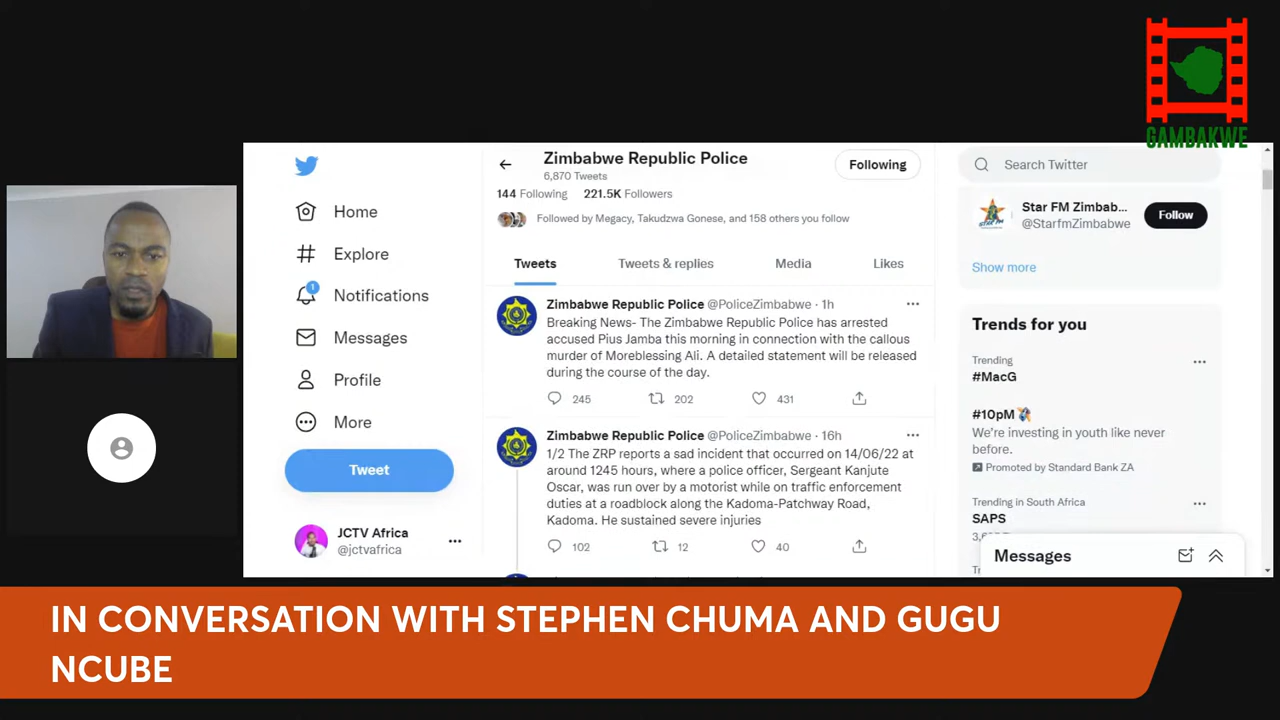 GAMBAKWE
Home
Explore
1
Notifications
Messages
Profile
More
Tweet
JCTV Africa
@jctvafrica
Zimbabwe Republic Police
6,870 Tweets
Following
144 Following 221.5K Followers
Followed by Megacy, Takudzwa Gonese, and 158 others you follow
Tweets Tweets & replies Media Likes
Zimbabwe Republic Police @PoliceZimbabwe · 1h
Breaking News- The Zimbabwe Republic Police has arrested
accused Pius Jamba this morning in connection with the callous
murder of Moreblessing Ali. A detailed statement will be released
during the course of the day.
245 202 431
Zimbabwe Republic Police @PoliceZimbabwe · 16h
1/2 The ZRP reports a sad incident that occurred on 14/06/22 at
around 1245 hours, where a police officer, Sergeant Kanjute
Oscar, was run over by a motorist while on traffic enforcement
duties at a roadblock along the Kadoma-Patchway Road,
Kadoma. He sustained severe injuries
102 12 40
Search Twitter
STAR FM
Star FM Zimbab...
@StarfmZimbabwe
Follow
Show more
Trends for you
Trending
#MacG
#10pM
We're investing in youth like never
before.
Promoted by Standard Bank ZA
Trending in South Africa
SAPS
Messages
IN CONVERSATION WITH STEPHEN CHUMA AND GUGU
NCUBE